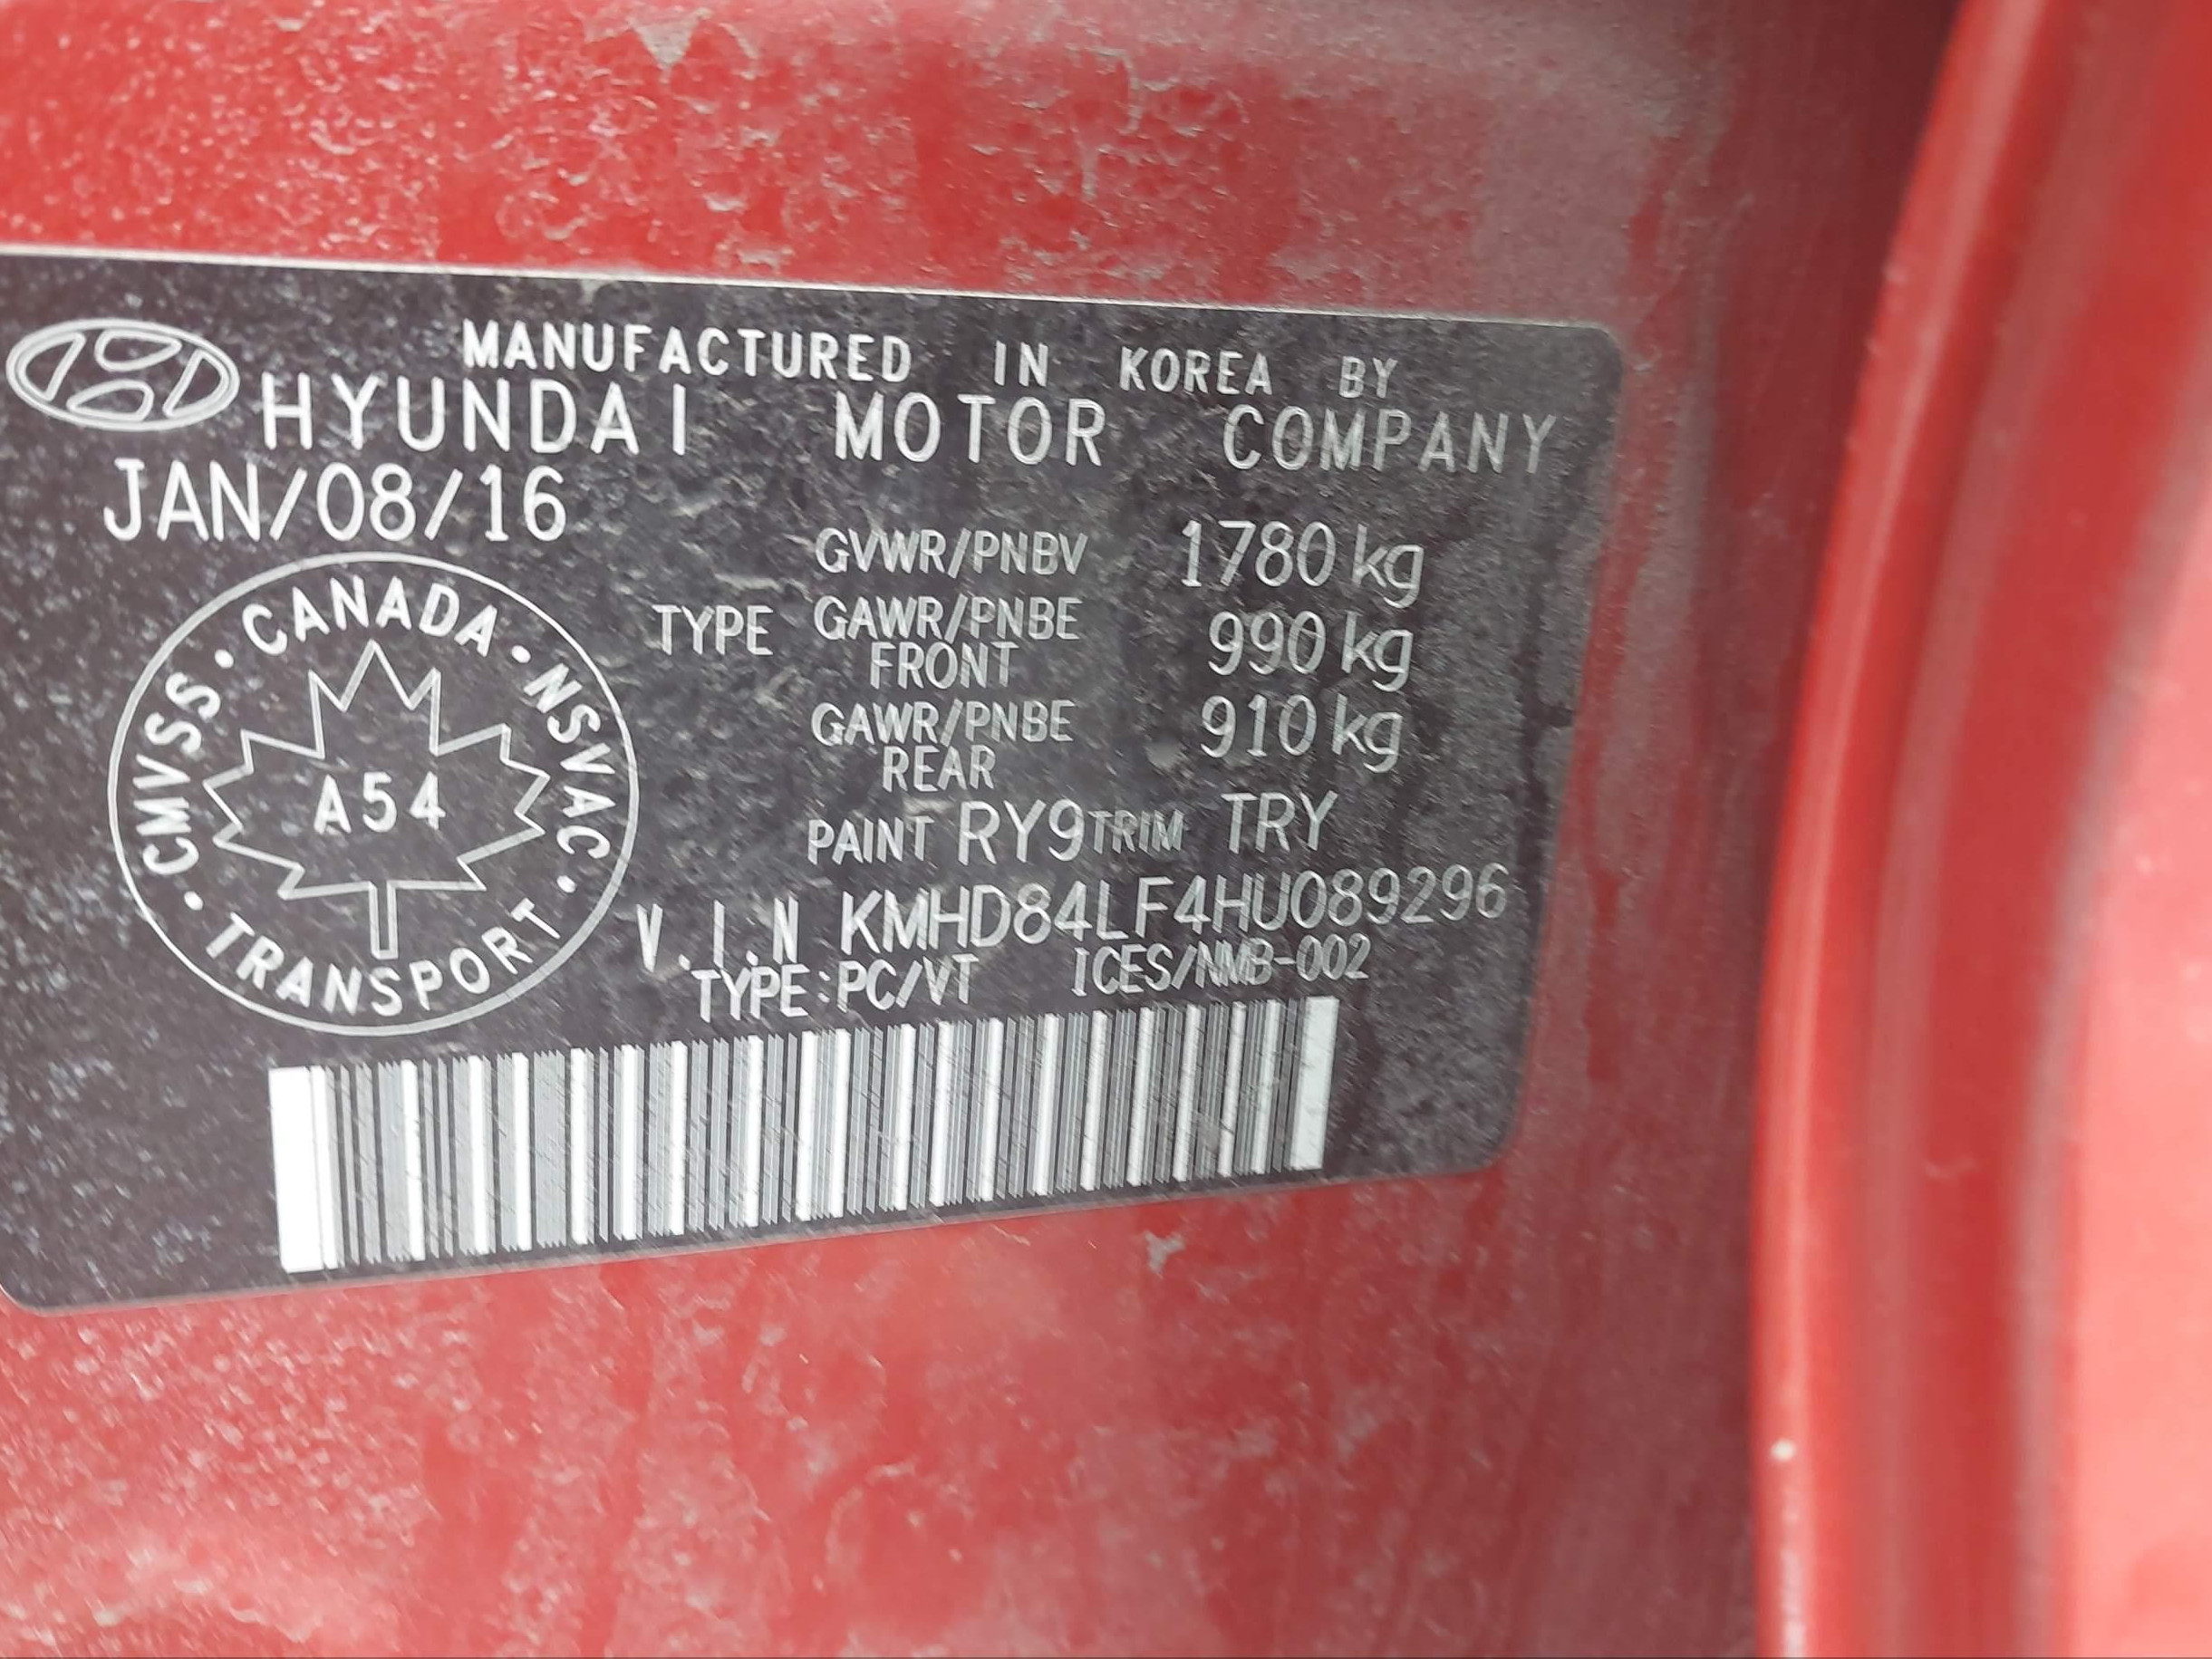 MANUFACTURED IN KOREA BY
HYUNDAI MOTOR COMPANY
JAN/08/16
CANADA · NSVAC · TRANSPORT · CMVSS ·
A54
GVWR/PNBV 1780 kg
TYPE GAWR/PNBE FRONT 990 kg
GAWR/PNBE REAR 910 kg
PAINT RY9 TRIM TRY
V.I.N KMHD84LF4HU089296
TYPE:PC/VT ICES/NMB-002